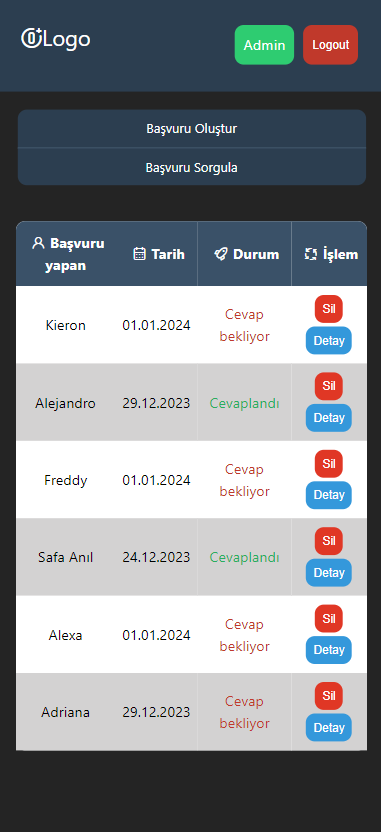 Logo
Admin
Logout
Başvuru Oluştur
Başvuru Sorgula
Başvuru
yapan
Tarih
Durum
İşlem
Kieron
01.01.2024
Cevap
bekliyor
Sil
Detay
Alejandro
29.12.2023
Cevaplandı
Sil
Detay
Freddy
01.01.2024
Cevap
bekliyor
Sil
Detay
Safa Anıl
24.12.2023
Cevaplandı
Sil
Detay
Alexa
01.01.2024
Cevap
bekliyor
Sil
Detay
Adriana
29.12.2023
Cevap
bekliyor
Sil
Detay